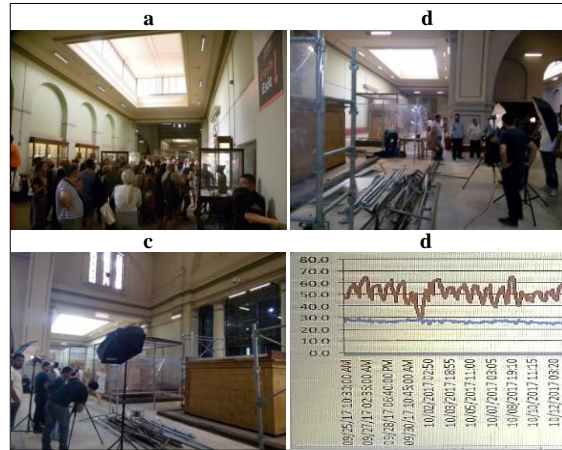 a
d
Exit
c
d
80.0
70.0
60.0
50.0
40.0
30.0
20.0
10.0
0.0
09/25/17 10:30:00 AM
09/27/17 02:35:00 AM
09/28/17 06:40:00 PM
09/30/17 10:45:00 AM
10/02/2017 02:50
10/03/2017 18:55
10/05/2017 11:00
10/07/2017 03:05
10/08/2017 19:10
10/10/2017 11:15
10/12/2017 03:20